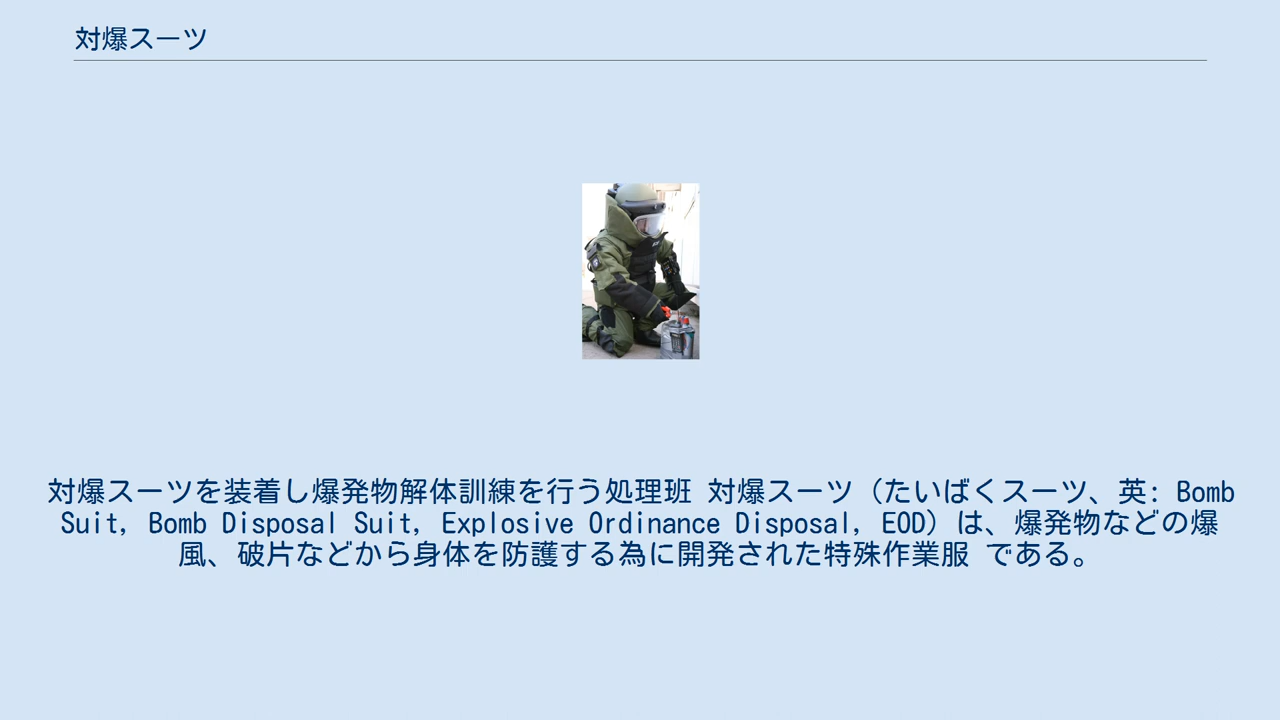 対爆スーツ
対爆スーツを装着し爆発物解体訓練を行う処理班 対爆スーツ（たいばくスーツ、英: Bomb
Suit, Bomb Disposal Suit, Explosive Ordinance Disposal, EOD）は、爆発物などの爆
風、破片などから身体を防護する為に開発された特殊作業服 である。